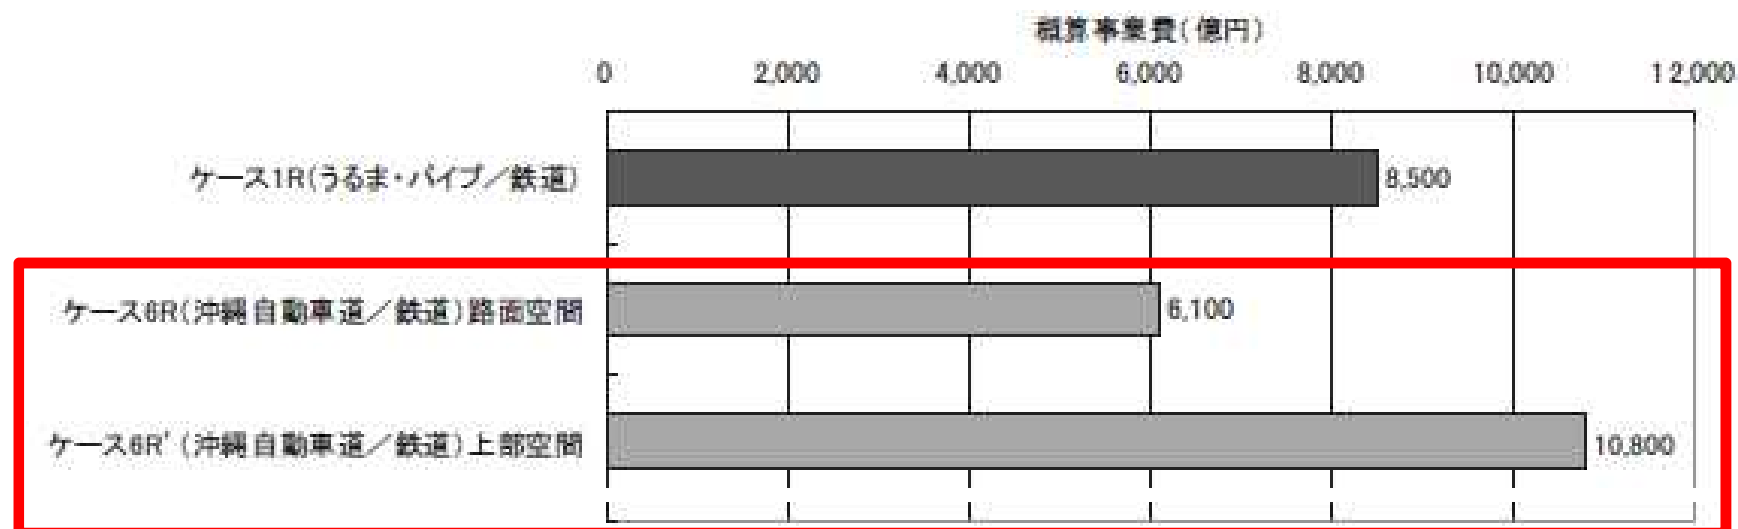 概算事業費(億円)
0 2,000 4,000 6,000 8,000 10,000 12,000
ケース1R(うるま・パイプ/鉄道) 8,500
ケース6R(沖縄自動車道/鉄道)路面空間 6,100
ケース6R'(沖縄自動車道/鉄道)上部空間 10,800